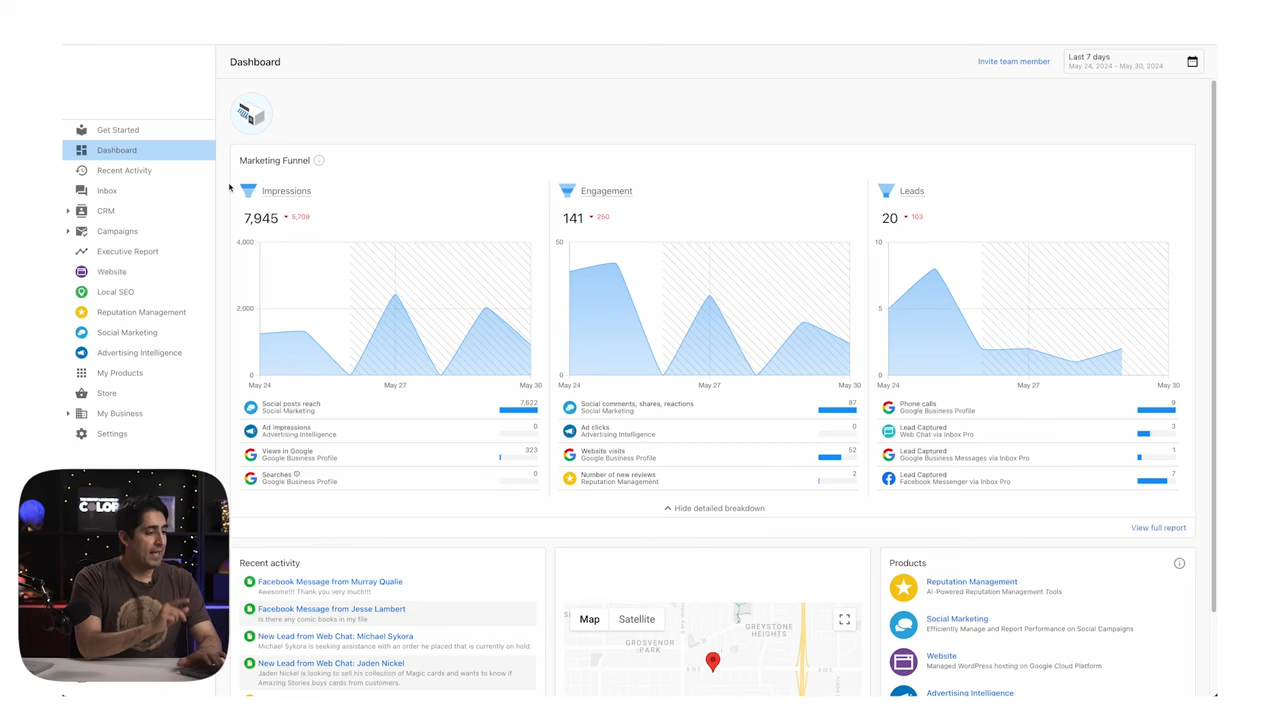 Dashboard
Invite team member
Last 7 days
May 24, 2024 - May 30, 2024
Get Started
Dashboard
Recent Activity
Inbox
CRM
Campaigns
Executive Report
Website
Local SEO
Reputation Management
Social Marketing
Advertising Intelligence
My Products
Store
My Business
Settings
Marketing Funnel
Impressions
7,945 5,709
4,000
2,000
0
May 24 May 27 May 30
Social posts reach 7,622
Social Marketing
Ad impressions 0
Advertising Intelligence
Views in Google 323
Google Business Profile
Searches 0
Google Business Profile
Engagement
141 250
50
0
May 24 May 27 May 30
Social comments, shares, reactions 87
Social Marketing
Ad clicks 0
Advertising Intelligence
Website visits 52
Google Business Profile
Number of new reviews 2
Reputation Management
Leads
20 103
10
5
0
May 24 May 27 May 30
Phone calls 9
Google Business Profile
Lead Captured 3
Web Chat via Inbox Pro
Lead Captured 1
Google Business Messages via Inbox Pro
Lead Captured 7
Facebook Messenger via Inbox Pro
Hide detailed breakdown
View full report
Recent activity
Facebook Message from Murray Qualie
Awesome!!! Thank you very much!!!
Facebook Message from Jesse Lambert
Is there any comic books in my file
New Lead from Web Chat: Michael Sykora
Michael Sykora is seeking assistance with an order he placed that is currently on hold.
New Lead from Web Chat: Jaden Nickel
Jaden Nickel is looking to sell his collection of Magic cards and wants to know if
Amazing Stories buys cards from customers.
Map Satellite
GROSVENOR
PARK
GREYSTONE
HEIGHTS
Products
Reputation Management
AI-Powered Reputation Management Tools
Social Marketing
Efficiently Manage and Report Performance on Social Campaigns
Website
Managed WordPress hosting on Google Cloud Platform
Advertising Intelligence
COLOR